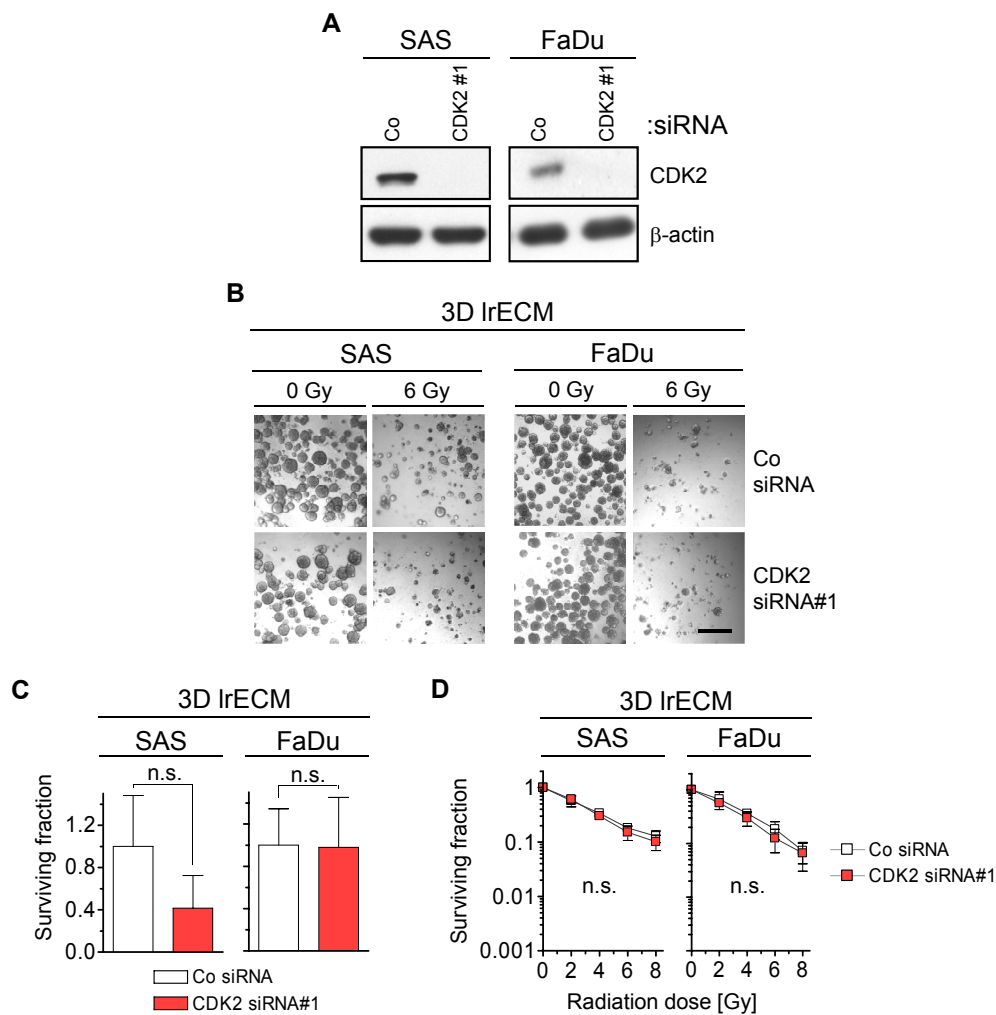 A
SAS FaDu
Co CDK2 #1 Co CDK2 #1 :siRNA
CDK2
β-actin
B
3D lrECM
SAS FaDu
0 Gy 6 Gy 0 Gy 6 Gy
Co
siRNA
CDK2
siRNA#1
C
3D lrECM
SAS FaDu
n.s. n.s.
Surviving fraction
1.2
0.8
0.4
0.0
Co siRNA
CDK2 siRNA#1
D
3D lrECM
SAS FaDu
Surviving fraction
1
0.1
0.01
0.001
n.s. n.s.
0 2 4 6 8 0 2 4 6 8
Radiation dose [Gy]
Co siRNA
CDK2 siRNA#1